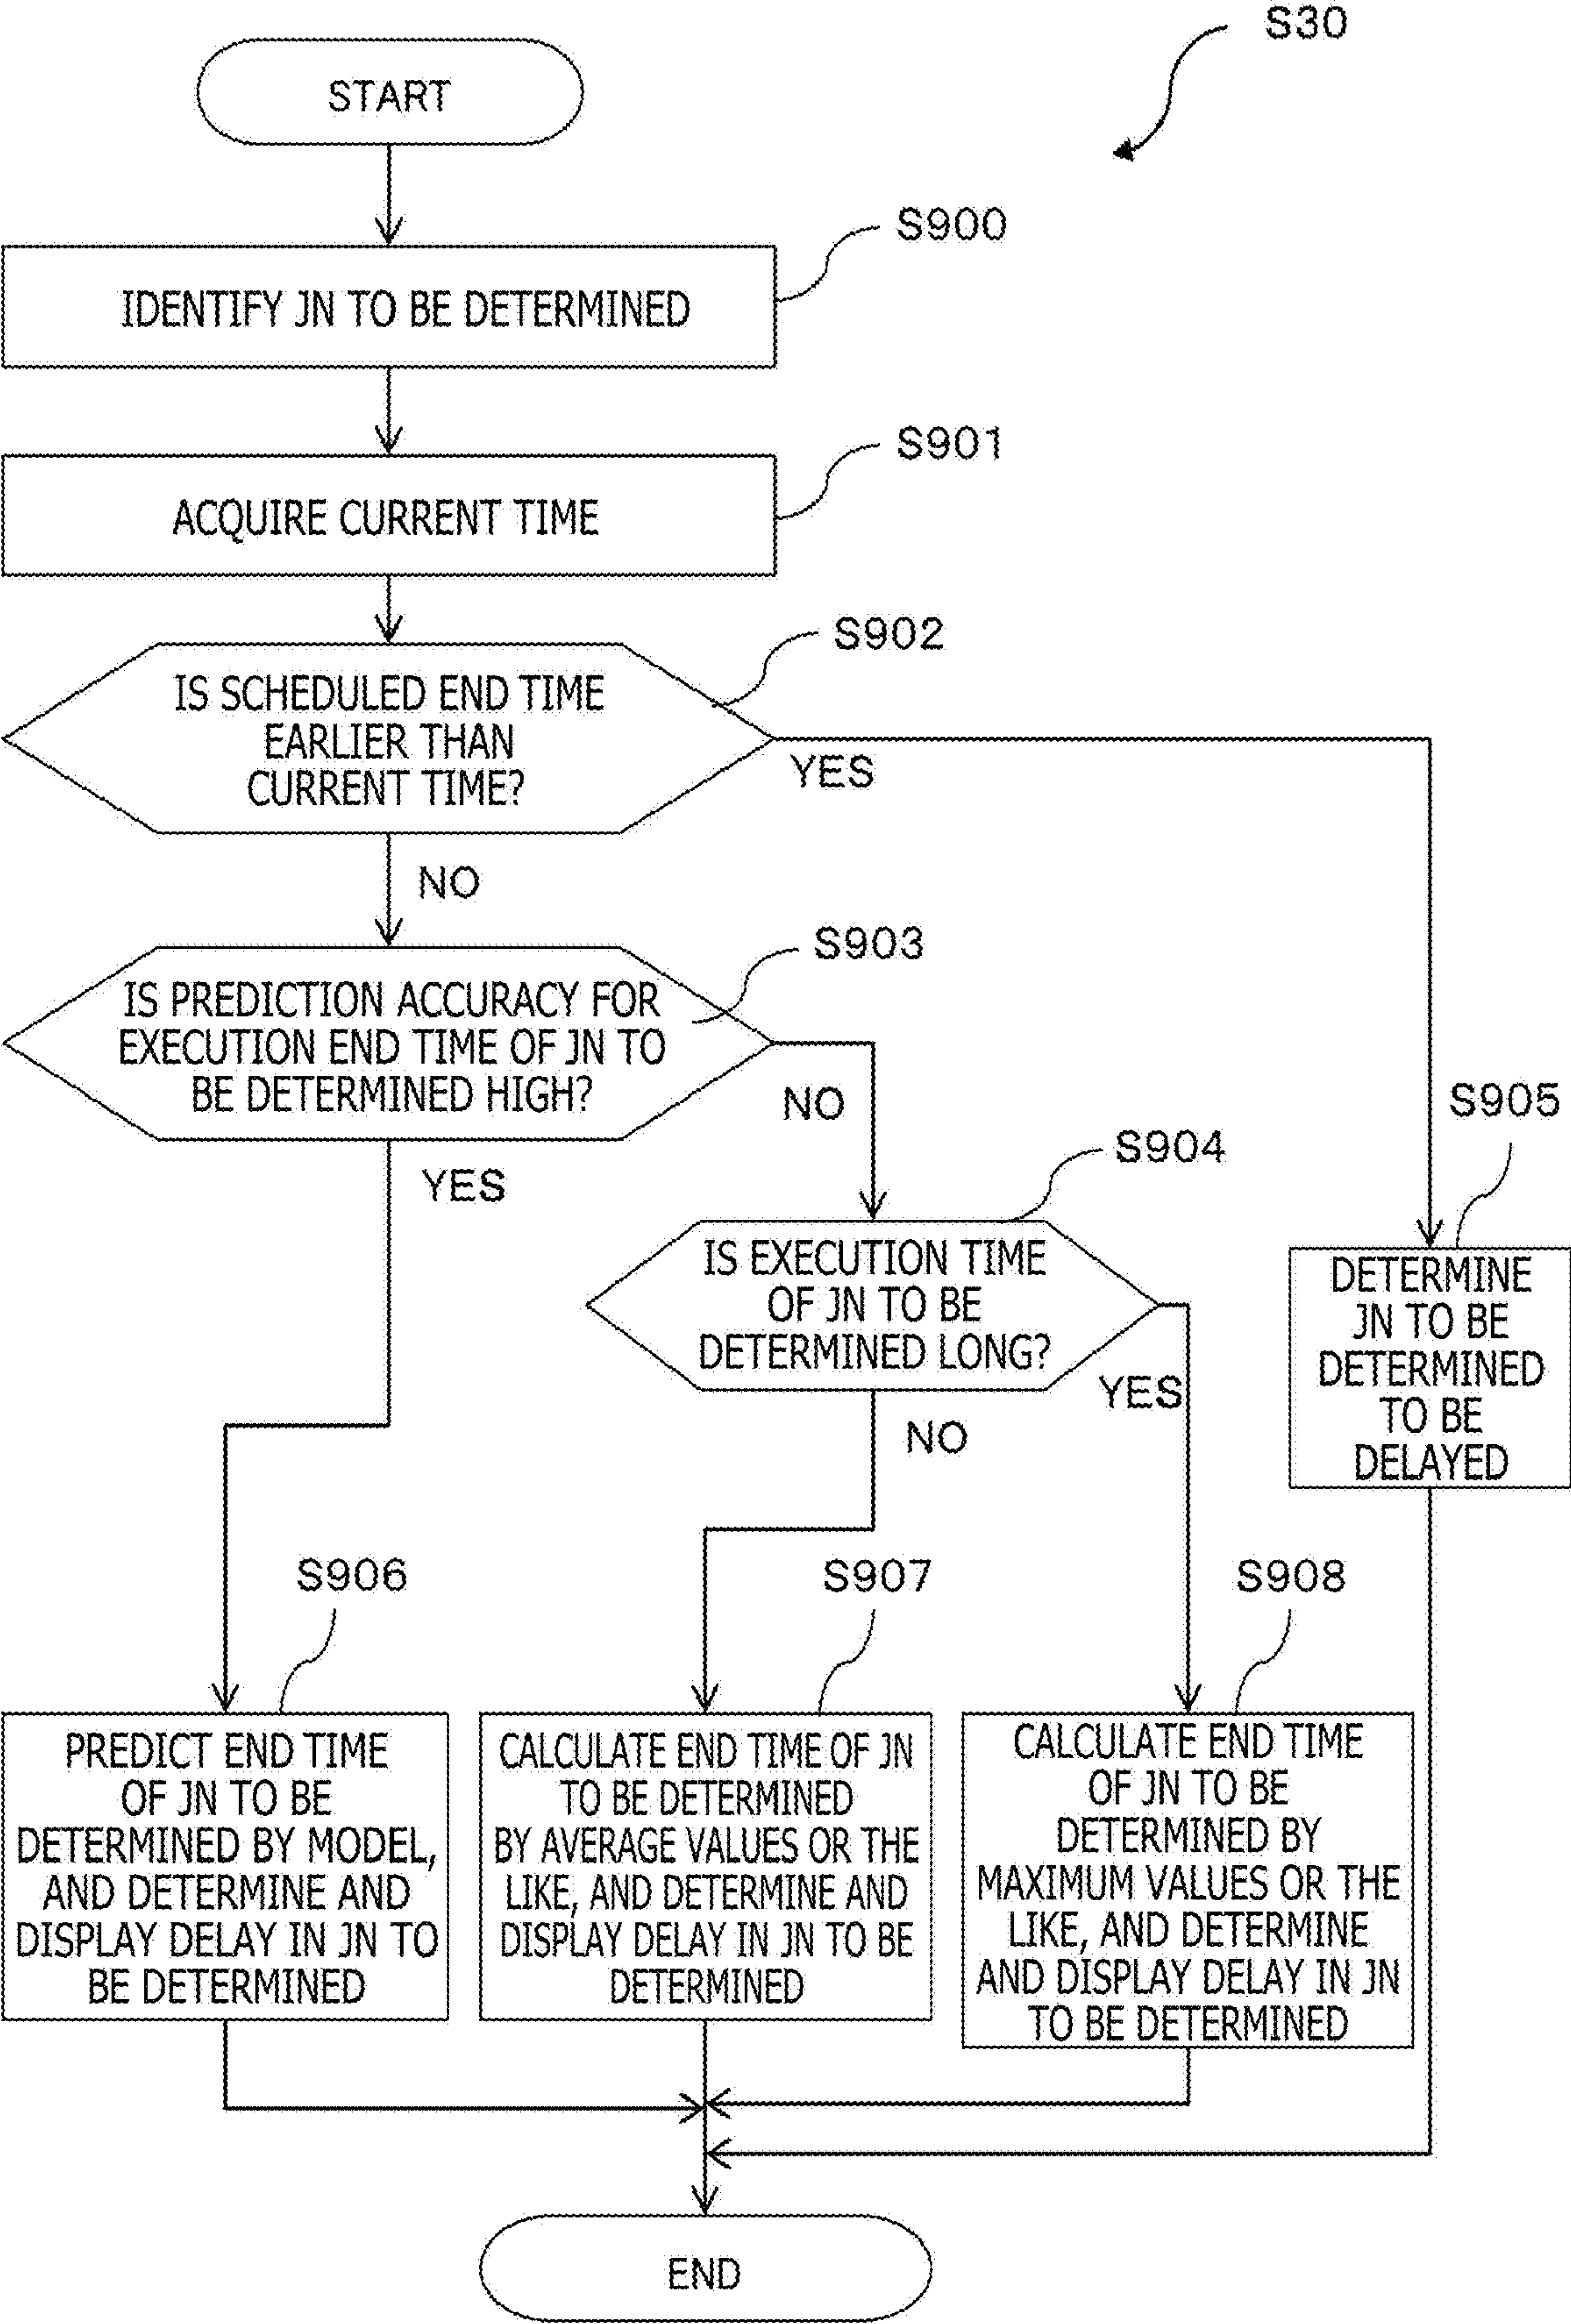 S30
START
S900
IDENTIFY JN TO BE DETERMINED
S901
ACQUIRE CURRENT TIME
S902
IS SCHEDULED END TIME
EARLIER THAN
CURRENT TIME?
YES
NO
S903
IS PREDICTION ACCURACY FOR
EXECUTION END TIME OF JN TO
BE DETERMINED HIGH?
NO
YES
S904
IS EXECUTION TIME
OF JN TO BE
DETERMINED LONG?
YES
NO
S905
DETERMINE
JN TO BE
DETERMINED
TO BE
DELAYED
S906
PREDICT END TIME
OF JN TO BE
DETERMINED BY MODEL,
AND DETERMINE AND
DISPLAY DELAY IN JN TO
BE DETERMINED
S907
CALCULATE END TIME OF JN
TO BE DETERMINED
BY AVERAGE VALUES OR THE
LIKE, AND DETERMINE AND
DISPLAY DELAY IN JN TO BE
DETERMINED
S908
CALCULATE END TIME
OF JN TO BE
DETERMINED BY
MAXIMUM VALUES OR THE
LIKE, AND DETERMINE
AND DISPLAY DELAY IN JN
TO BE DETERMINED
END